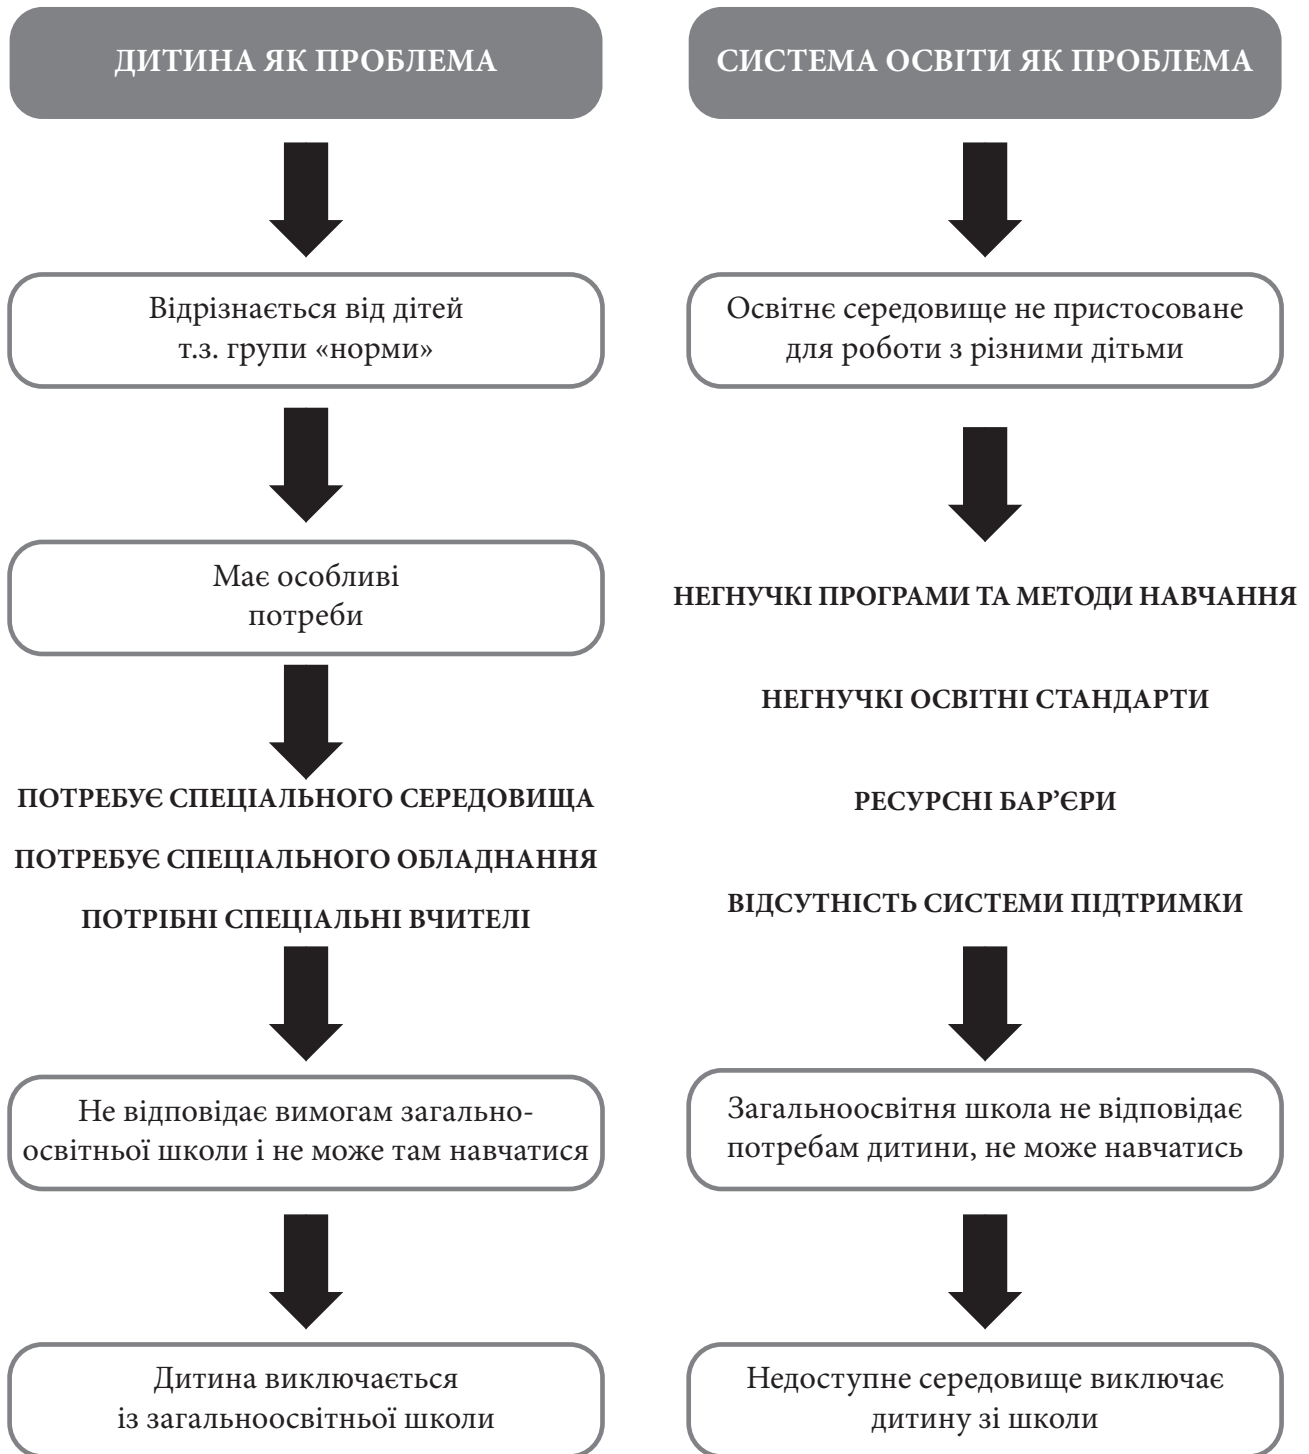 ДИТИНА ЯК ПРОБЛЕМА
Відрізнається від дітей
т.з. групи «норми»
Має особливі
потреби
ПОТРЕБУЄ СПЕЦІАЛЬНОГО СЕРЕДОВИЩА
ПОТРЕБУЄ СПЕЦІАЛЬНОГО ОБЛАДНАННЯ
ПОТРІБНІ СПЕЦІАЛЬНІ ВЧИТЕЛІ
Не відповідає вимогам загально-
освітньої школи і не може там навчатися
Дитина виключається
із загальноосвітньої школи
СИСТЕМА ОСВІТИ ЯК ПРОБЛЕМА
Освітнє середовище не пристосоване
для роботи з різними дітьми
НЕГНУЧКІ ПРОГРАМИ ТА МЕТОДИ НАВЧАННЯ
НЕГНУЧКІ ОСВІТНІ СТАНДАРТИ
РЕСУРСНІ БАР’ЄРИ
ВІДСУТНІСТЬ СИСТЕМИ ПІДТРИМКИ
Загальноосвітня школа не відповідає
потребам дитини, не може навчатись
Недоступне середовище виключає
дитину зі школи